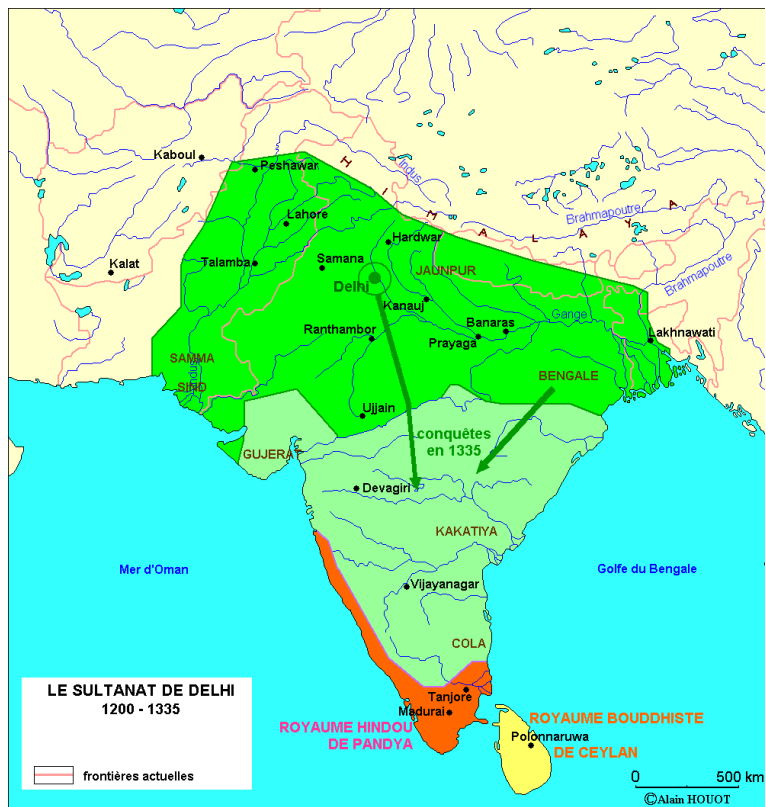 Kaboul
Peshawar
HIMALAYA
Indus
Lahore
Brahmapoutre
Hardwar
Kalat
Talamba
Samana
JAUNPUR
Brahmapoutre
Delhi
Kanauj
Gange
Ranthambor
Banaras
Prayaga
Lakhnawati
SAMMA
Indus
SIND
BENGALE
Ujjain
conquêtes
en 1335
GUJERAT
Devagiri
KAKATIYA
Mer d'Oman
Golfe du Bengale
Vijayanagar
COLA
LE SULTANAT DE DELHI
1200 - 1335
Tanjore
Madurai
ROYAUME HINDOU
DE PANDYA
ROYAUME BOUDDHISTE
Polonnaruwa
DE CEYLAN
frontières actuelles
0 500 km
©Alain HOUOT